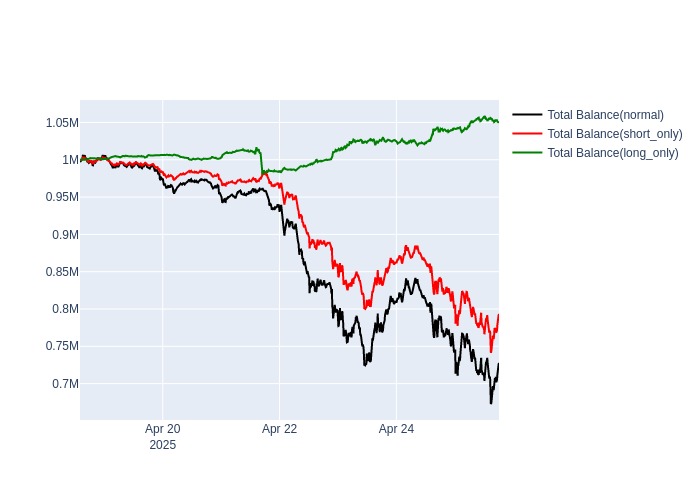 Total Balance(normal)
Total Balance(short_only)
Total Balance(long_only)
1.05M
1M
0.95M
0.9M
0.85M
0.8M
0.75M
0.7M
Apr 20
2025
Apr 22
Apr 24